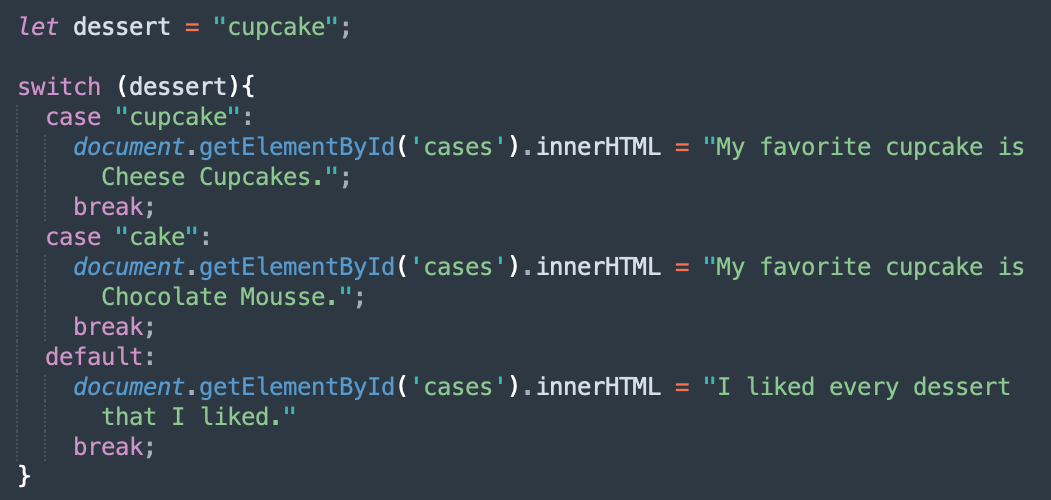 let dessert = "cupcake";

switch (dessert){
  case "cupcake":
    document.getElementById('cases').innerHTML = "My favorite cupcake is
      Cheese Cupcakes.";
    break;
  case "cake":
    document.getElementById('cases').innerHTML = "My favorite cupcake is
      Chocolate Mousse.";
    break;
  default:
    document.getElementById('cases').innerHTML = "I liked every dessert
      that I liked."
    break;
}